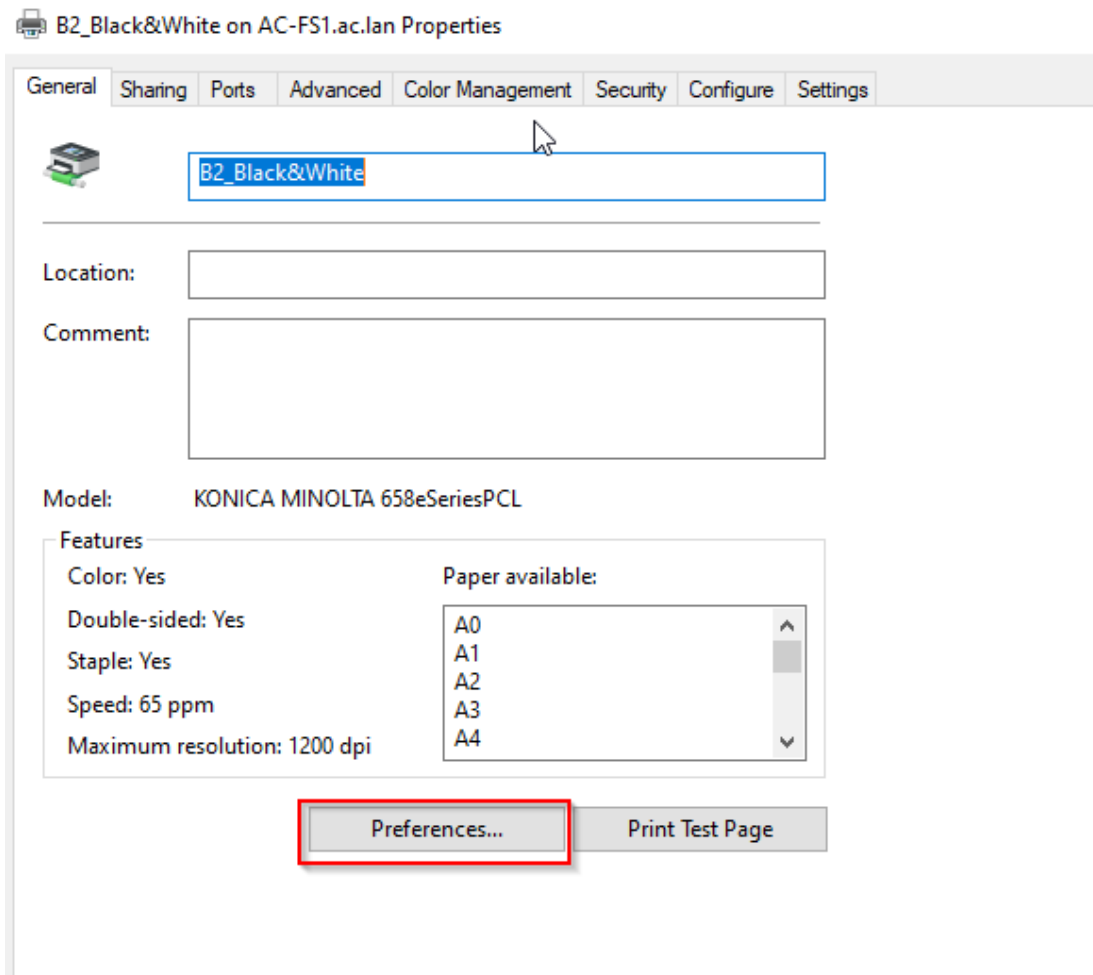 B2_Black&White on AC-FS1.ac.lan Properties
General Sharing Ports Advanced Color Management Security Configure Settings
B2_Black&White
Location:
Comment:
Model: KONICA MINOLTA 658eSeriesPCL
Features
Color: Yes
Paper available:
Double-sided: Yes
Staple: Yes
Speed: 65 ppm
Maximum resolution: 1200 dpi
A0
A1
A2
A3
A4
Preferences... Print Test Page